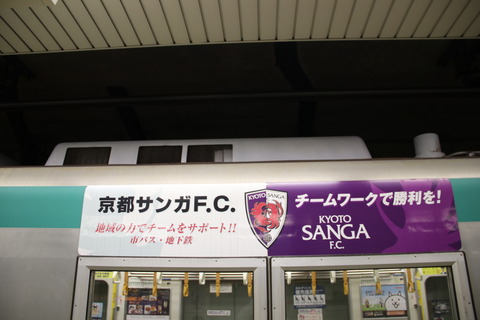 京都サンガF.C.
地域の力でチームをサポート!!
市バス・地下鉄
KYOTO SANGA
チームワークで勝利を!
KYOTO
SANGA
F.C.